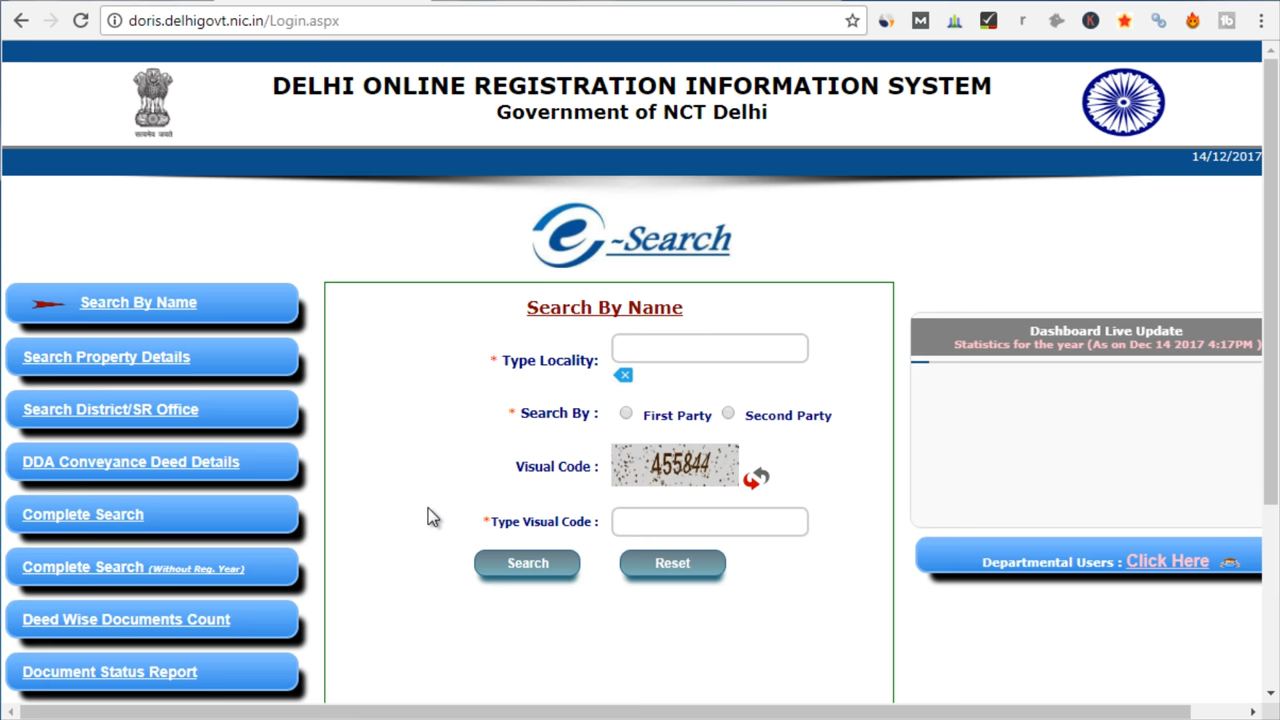 doris.delhigovt.nic.in/Login.aspx
DELHI ONLINE REGISTRATION INFORMATION SYSTEM
Government of NCT Delhi
सत्यमेव जयते
14/12/2017
e-Search
Search By Name
Search Property Details
Search District/SR Office
DDA Conveyance Deed Details
Complete Search
Complete Search (Without Reg. Year)
Deed Wise Documents Count
Document Status Report
Search By Name
* Type Locality:
* Search By : First Party Second Party
Visual Code : 455844
*Type Visual Code :
Search Reset
Dashboard Live Update
Statistics for the year (As on Dec 14 2017 4:17PM )
Departmental Users : Click Here